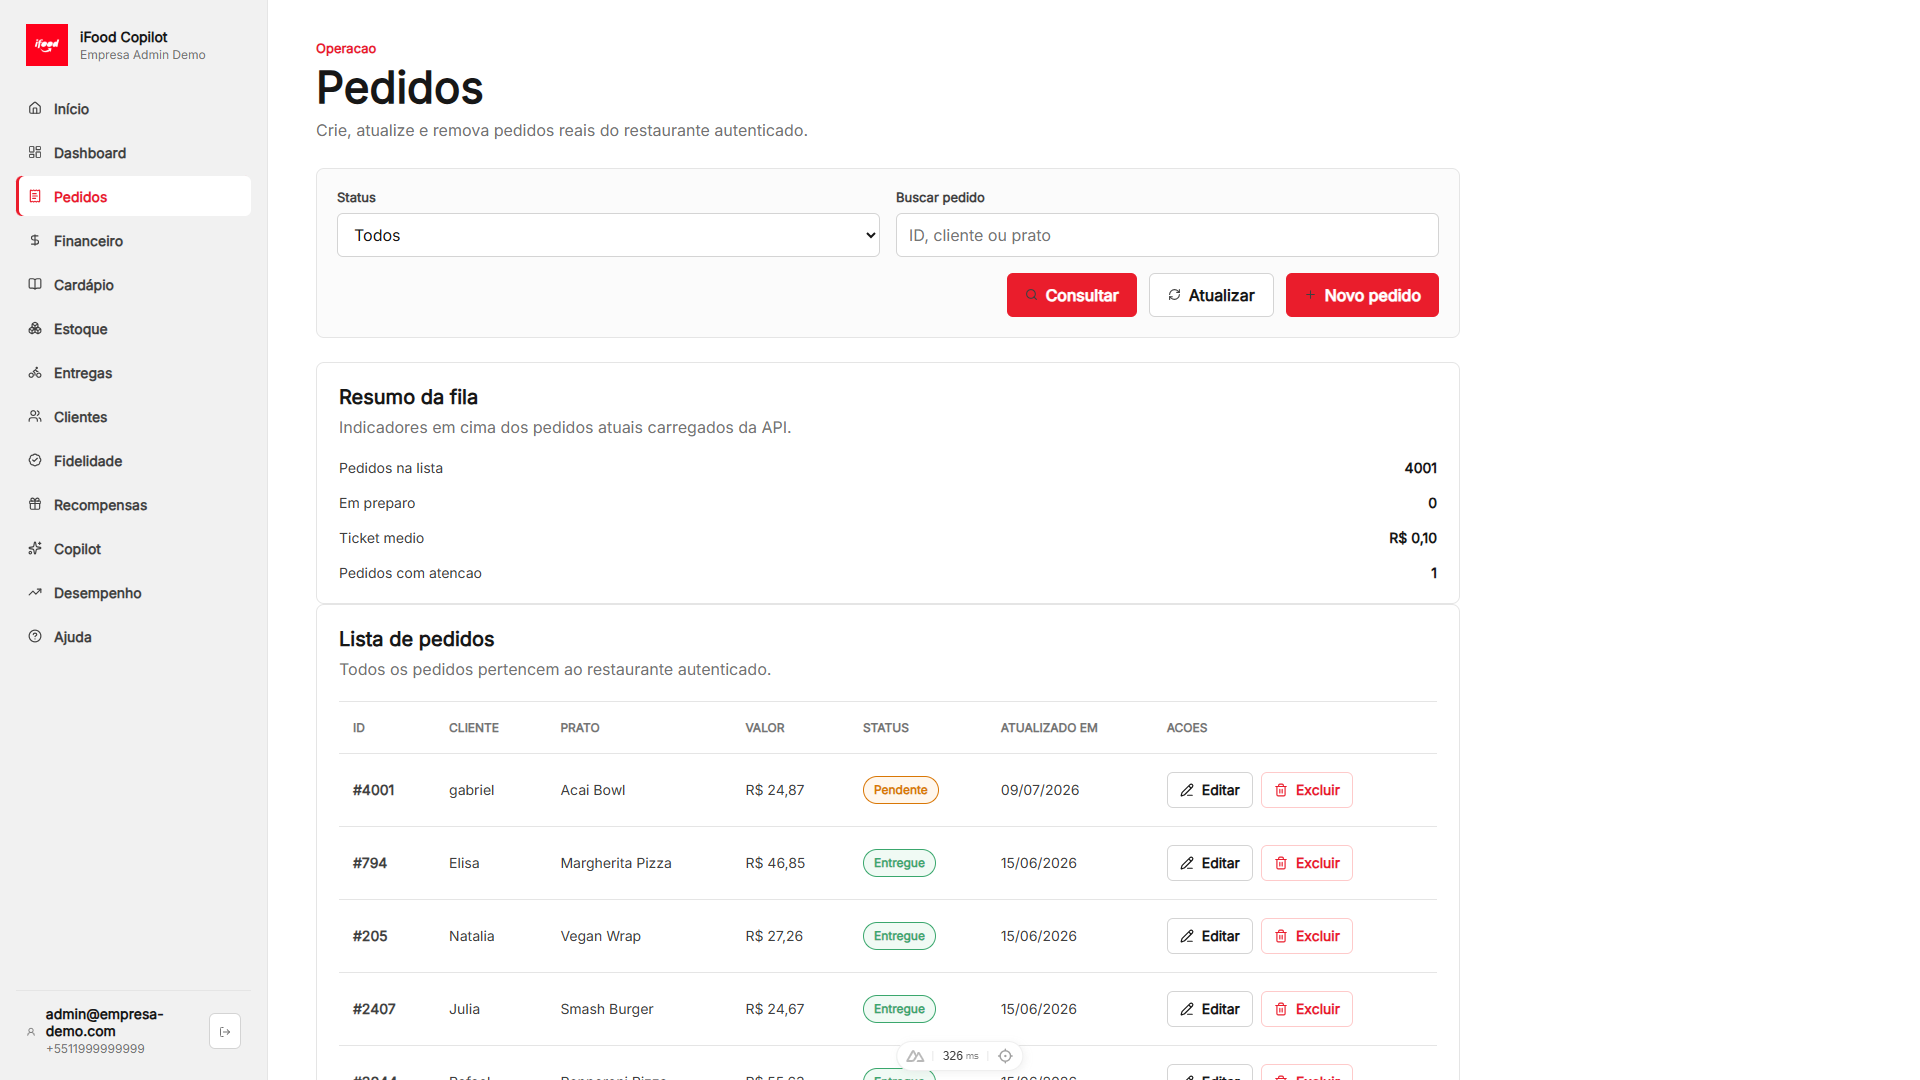 ifood
iFood Copilot
Empresa Admin Demo
Início
Dashboard
Pedidos
Financeiro
Cardápio
Estoque
Entregas
Clientes
Fidelidade
Recompensas
Copilot
Desempenho
Ajuda
admin@empresa-
demo.com
+5511999999999
Operacao
Pedidos
Crie, atualize e remova pedidos reais do restaurante autenticado.
Status
Buscar pedido
Todos
ID, cliente ou prato
Consultar
Atualizar
Novo pedido
Resumo da fila
Indicadores em cima dos pedidos atuais carregados da API.
Pedidos na lista 4001
Em preparo 0
Ticket medio R$ 0,10
Pedidos com atencao 1
Lista de pedidos
Todos os pedidos pertencem ao restaurante autenticado.
ID CLIENTE PRATO VALOR STATUS ATUALIZADO EM ACOES
#4001 gabriel Acai Bowl R$ 24,87 Pendente 09/07/2026 Editar Excluir
#794 Elisa Margherita Pizza R$ 46,85 Entregue 15/06/2026 Editar Excluir
#205 Natalia Vegan Wrap R$ 27,26 Entregue 15/06/2026 Editar Excluir
#2407 Julia Smash Burger R$ 24,67 Entregue 15/06/2026 Editar Excluir
326 ms
Entregue 15/06/2026 Editar Excluir